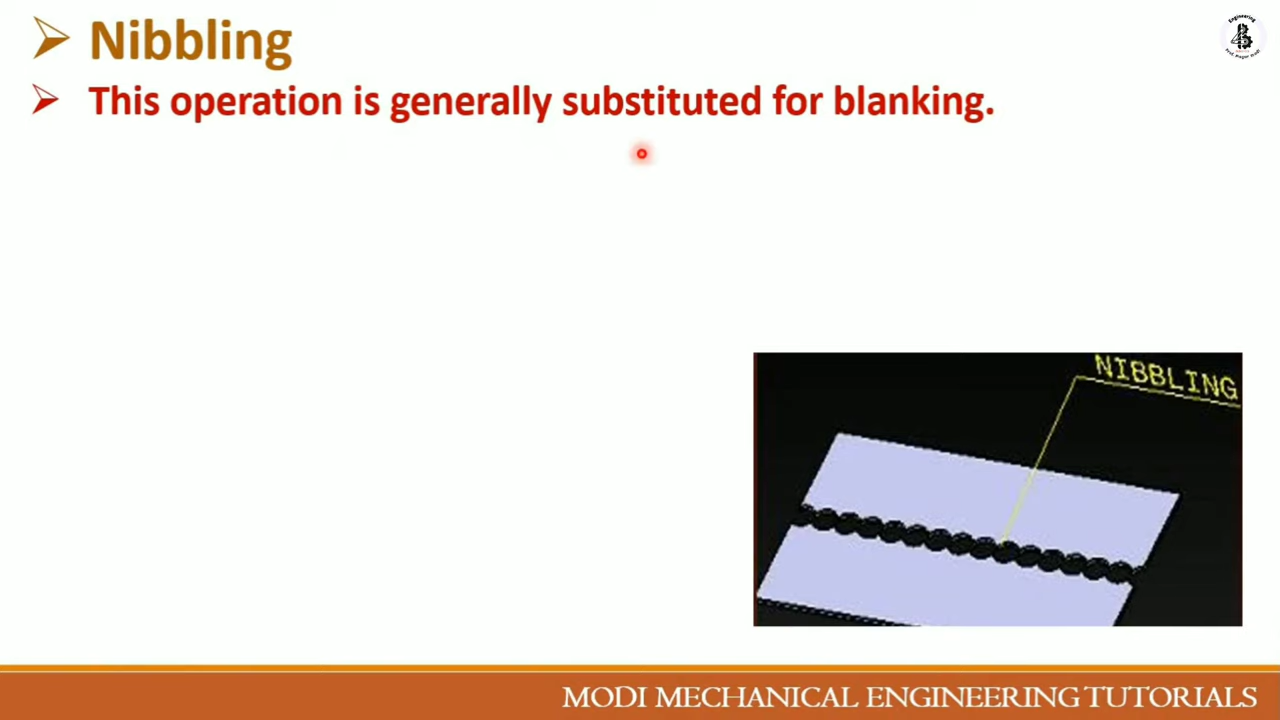 Nibbling
This operation is generally substituted for blanking.
NIBBLING
MODI MECHANICAL ENGINEERING TUTORIALS